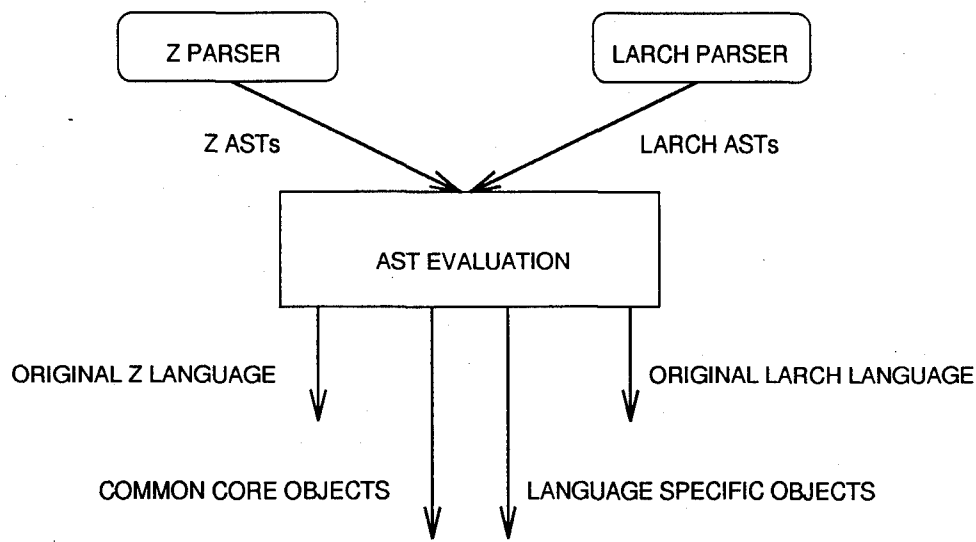 Z PARSER
LARCH PARSER
Z ASTs
LARCH ASTs
AST EVALUATION
ORIGINAL Z LANGUAGE
ORIGINAL LARCH LANGUAGE
COMMON CORE OBJECTS
LANGUAGE SPECIFIC OBJECTS